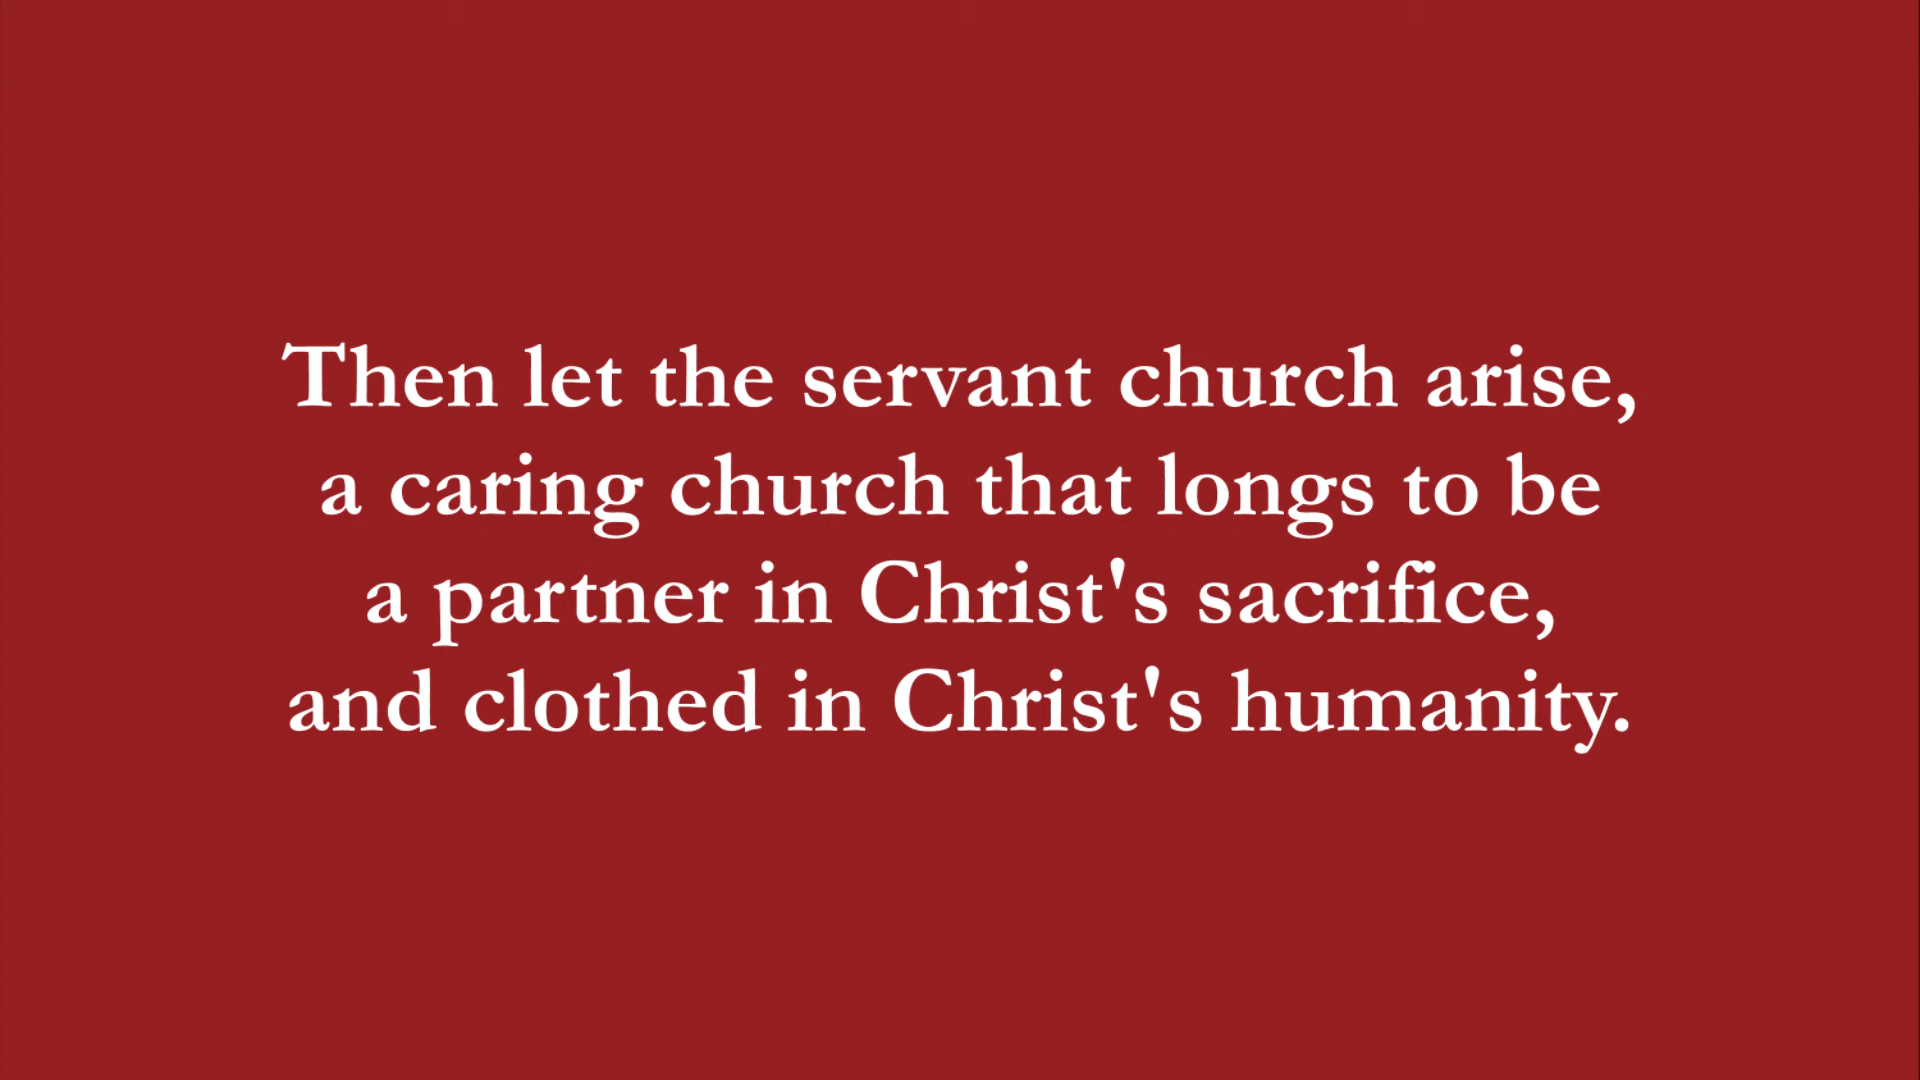 Then let the servant church arise,
a caring church that longs to be
a partner in Christ's sacrifice,
and clothed in Christ's humanity.